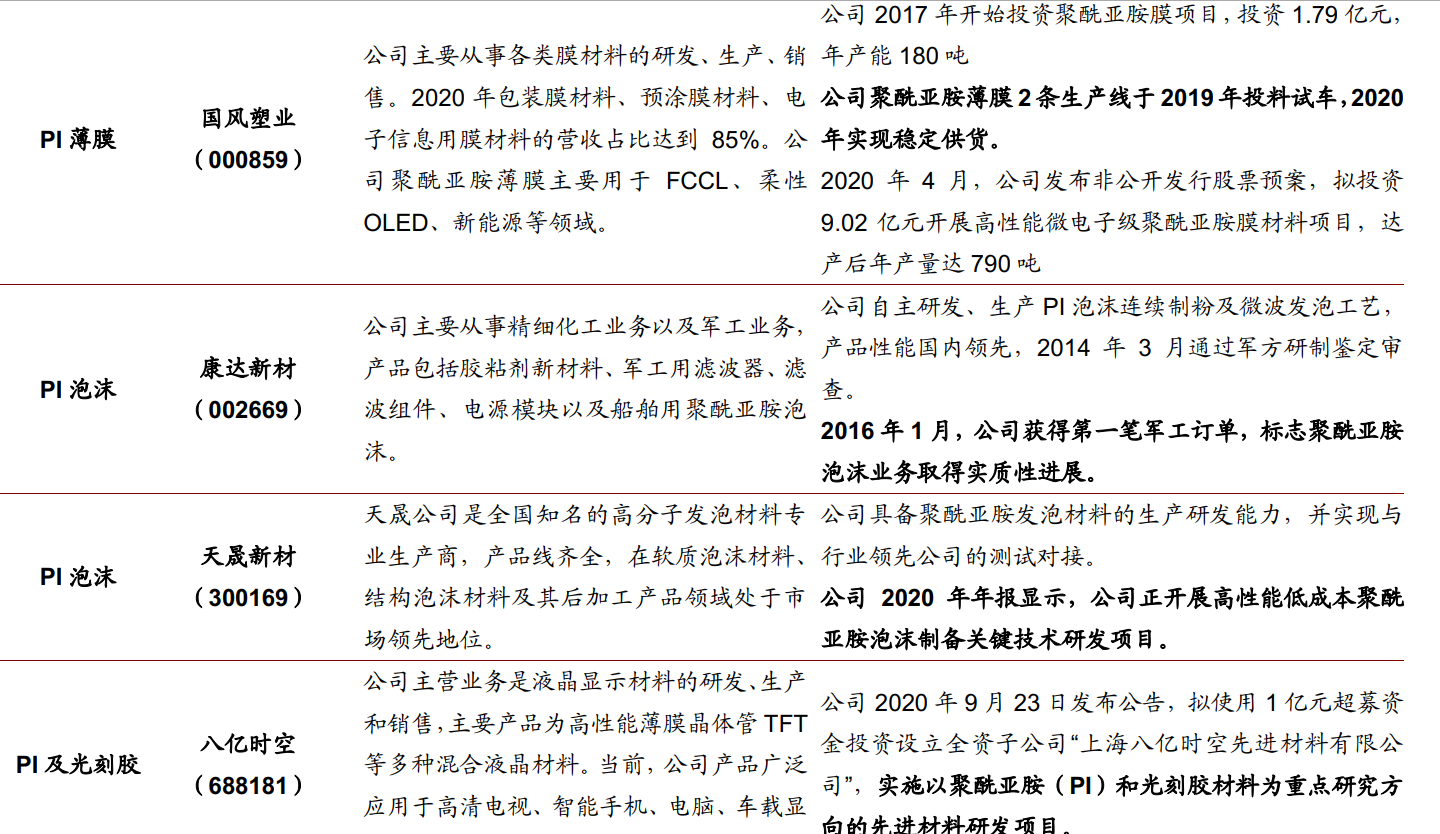 PI 薄膜
国风塑业
（000859）
公司主要从事各类膜材料的研发、生产、销
售。2020 年包装膜材料、预涂膜材料、电
子信息用膜材料的营收占比达到 85%。公
司聚酰亚胺薄膜主要用于 FCCL、柔性
OLED、新能源等领域。
公司 2017 年开始投资聚酰亚胺膜项目，投资 1.79 亿元，
年产能 180 吨
公司聚酰亚胺薄膜 2 条生产线于 2019 年投料试车，2020
年实现稳定供货。
2020 年 4 月，公司发布非公开发行股票预案，拟投资
9.02 亿元开展高性能微电子级聚酰亚胺膜材料项目，达
产后年产量达 790 吨
PI 泡沫
康达新材
（002669）
公司主要从事精细化工业务以及军工业务，
产品包括胶粘剂新材料、军工用滤波器、滤
波组件、电源模块以及船舶用聚酰亚胺泡
沫。
公司自主研发、生产 PI 泡沫连续制粉及微波发泡工艺，
产品性能国内领先，2014 年 3 月通过军方研制鉴定审
查。
2016 年 1 月，公司获得第一笔军工订单，标志聚酰亚胺
泡沫业务取得实质性进展。
PI 泡沫
天晟新材
（300169）
天晟公司是全国知名的高分子发泡材料专
业生产商，产品线齐全，在软质泡沫材料、
结构泡沫材料及其后加工产品领域处于市
场领先地位。
公司具备聚酰亚胺发泡材料的生产研发能力，并实现与
行业领先公司的测试对接。
公司 2020 年年报显示，公司正开展高性能低成本聚酰
亚胺泡沫制备关键技术研发项目。
PI 及光刻胶
八亿时空
（688181）
公司主营业务是液晶显示材料的研发、生产
和销售，主要产品为高性能薄膜晶体管 TFT
等多种混合液晶材料。当前，公司产品广泛
应用于高清电视、智能手机、电脑、车载显
公司 2020 年 9 月 23 日发布公告，拟使用 1 亿元超募资
金投资设立全资子公司“上海八亿时空先进材料有限公
司”，实施以聚酰亚胺（PI）和光刻胶材料为重点研究方
向的先进材料研发项目。